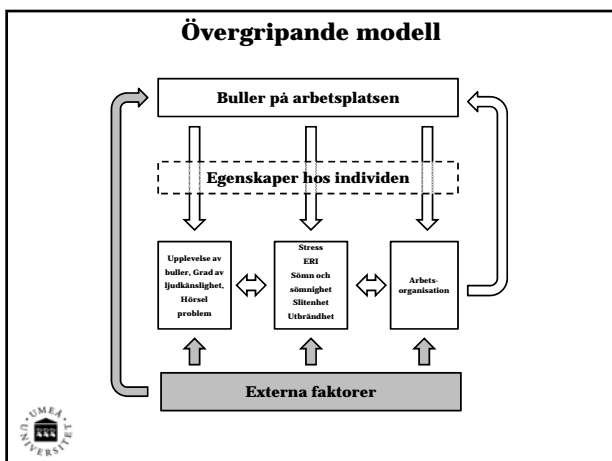 Övergripande modell
Buller på arbetsplatsen
Egenskaper hos individen
Upplevelse av
buller, Grad av
ljudkänslighet,
Hörsel
problem
Stress
ERI
Sömn och
sömnighet
Slitenhet
Utbrändhet
Arbets-
organisation
Externa faktorer
UMEÅ
UNIVERSITET